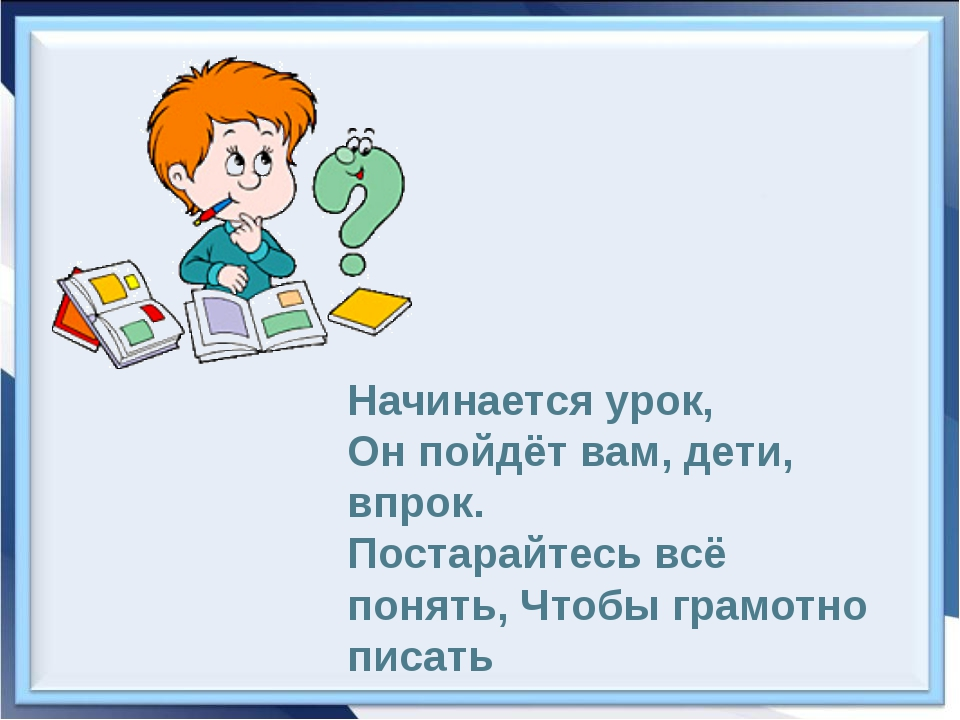 Начинается урок,
Он пойдёт вам, дети,
впрок.
Постарайтесь всё
понять, Чтобы грамотно
писать